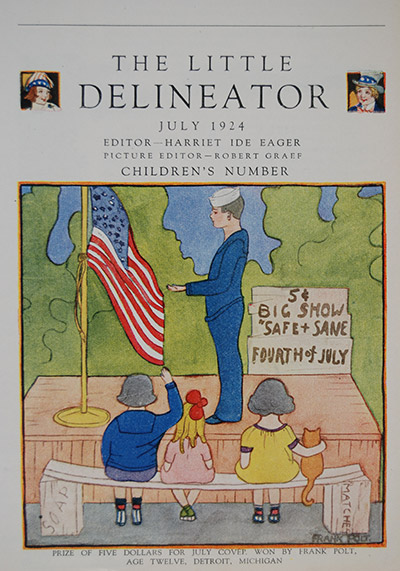 THE LITTLE
DELINEATOR
JULY 1924
EDITOR—HARRIET IDE EAGER
PICTURE EDITOR—ROBERT GRAEF
CHILDREN'S NUMBER
5¢
BIG SHOW
"SAFE + SANE
FOURTH of JULY
SOAP
MATCHES
FRANK POLT.
PRIZE OF FIVE DOLLARS FOR JULY COVER WON BY FRANK POLT,
AGE TWELVE, DETROIT, MICHIGAN